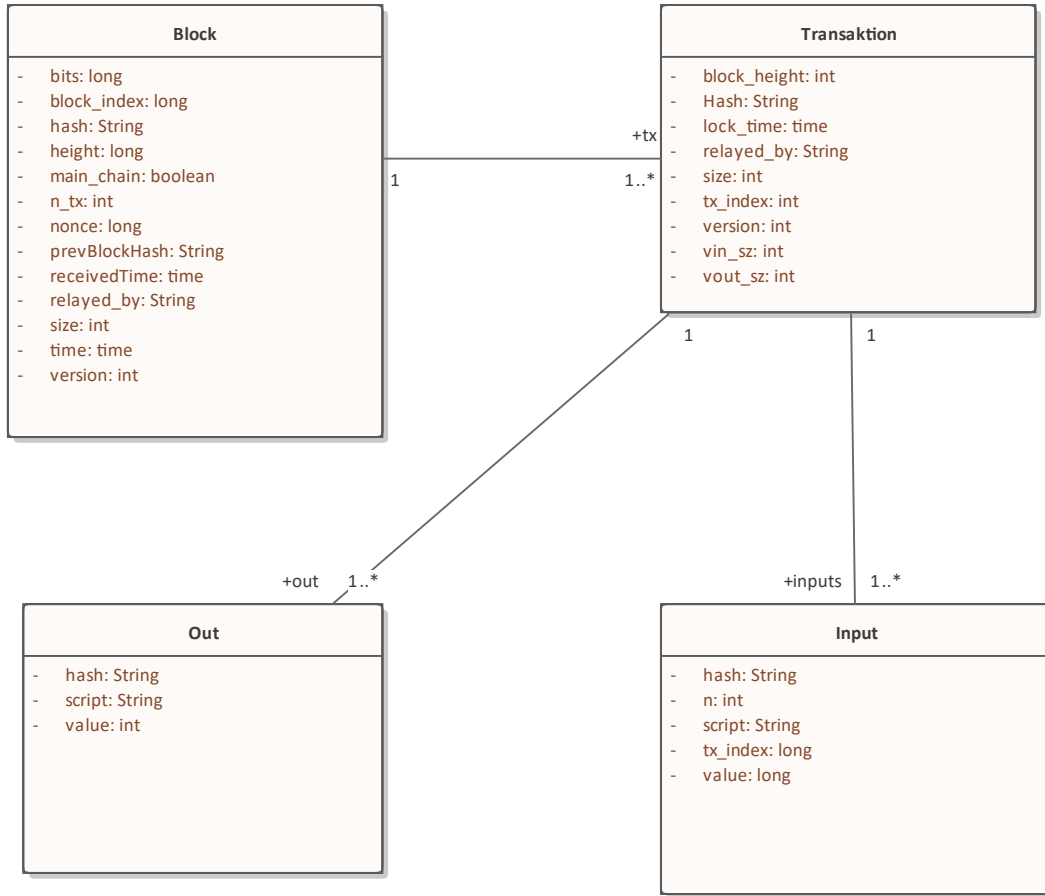 Block
- bits: long
- block_index: long
- hash: String
- height: long
- main_chain: boolean
- n_tx: int
- nonce: long
- prevBlockHash: String
- receivedTime: time
- relayed_by: String
- size: int
- time: time
- version: int
Transaktion
- block_height: int
- Hash: String
- lock_time: time
- relayed_by: String
- size: int
- tx_index: int
- version: int
- vin_sz: int
- vout_sz: int
+tx
1
1..*
1
1
+out 1..*
+inputs 1..*
Out
- hash: String
- script: String
- value: int
Input
- hash: String
- n: int
- script: String
- tx_index: long
- value: long